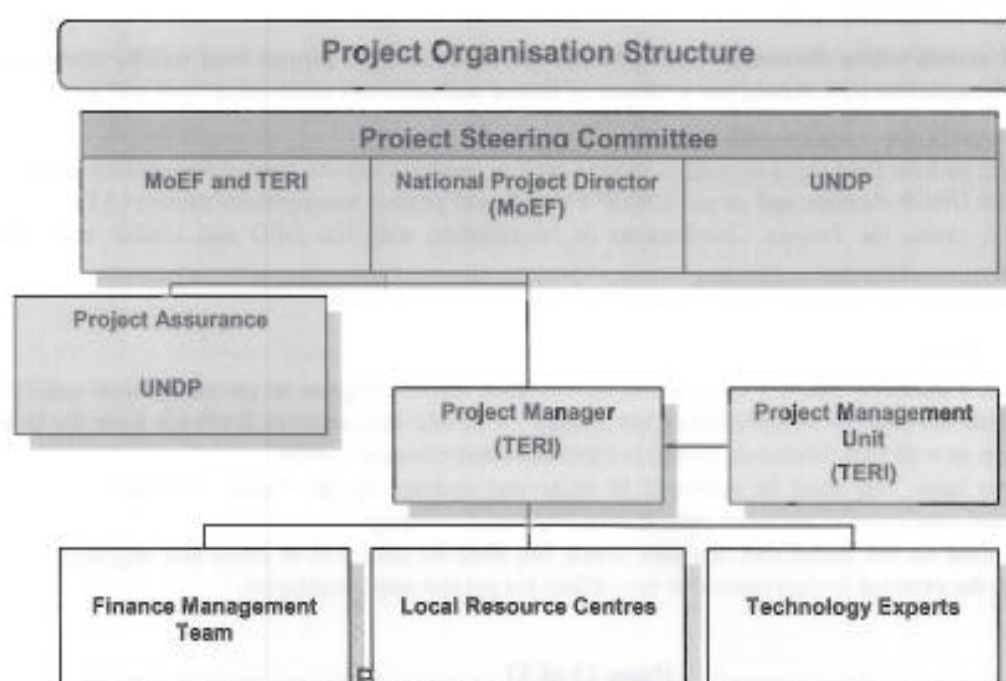 Project Organisation Structure
Project Steering Committee
MoEF and TERI
National Project Director
(MoEF)
UNDP
Project Assurance
UNDP
Project Manager
(TERI)
Project Management
Unit
(TERI)
Finance Management
Team
Local Resource Centres
Technology Experts